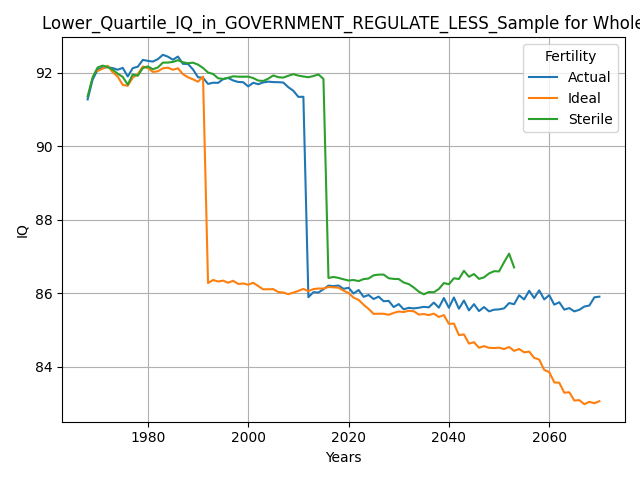 Lower_Quartile_IQ_in_GOVERNMENT_REGULATE_LESS_Sample for Whole
Fertility
Actual
Ideal
Sterile
92
90
88
86
84
IQ
1980
2000
2020
2040
2060
Years